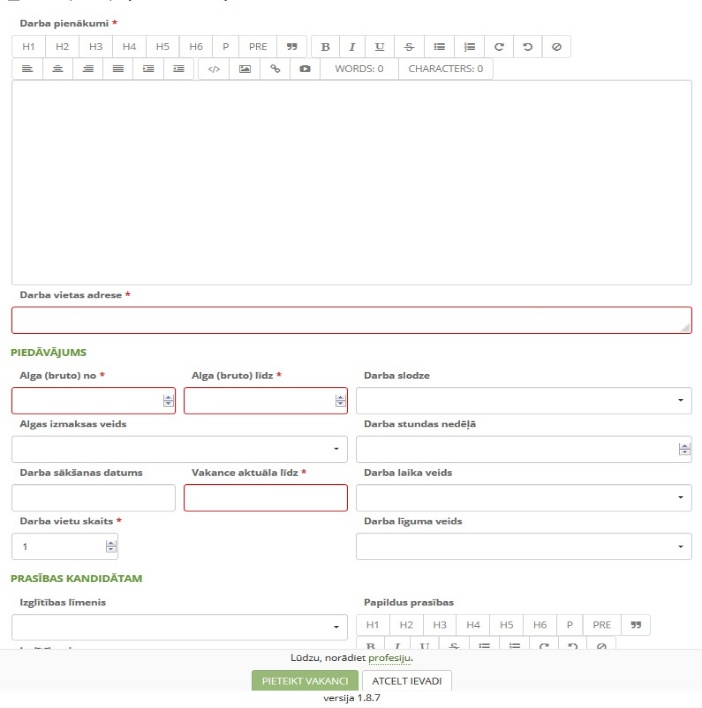 Darba pienākumi *
H1 H2 H3 H4 H5 H6 P PRE B I U S
WORDS: 0 CHARACTERS: 0
Darba vietas adrese *
PIEDĀVĀJUMS
Alga (bruto) no * Alga (bruto) līdz * Darba slodze
Algas izmaksas veids Darba stundas nedēļā
Darba sākšanas datums Vakance aktuāla līdz * Darba laika veids
Darba vietu skaits * Darba līguma veids
1
PRASĪBAS KANDIDĀTAM
Izglītības līmenis Papildus prasības
H1 H2 H3 H4 H5 H6 P PRE
B I U S
Lūdzu, norādiet profesiju.
PIETEIKT VAKANCI ATCELT IEVADI
versija 1.8.7